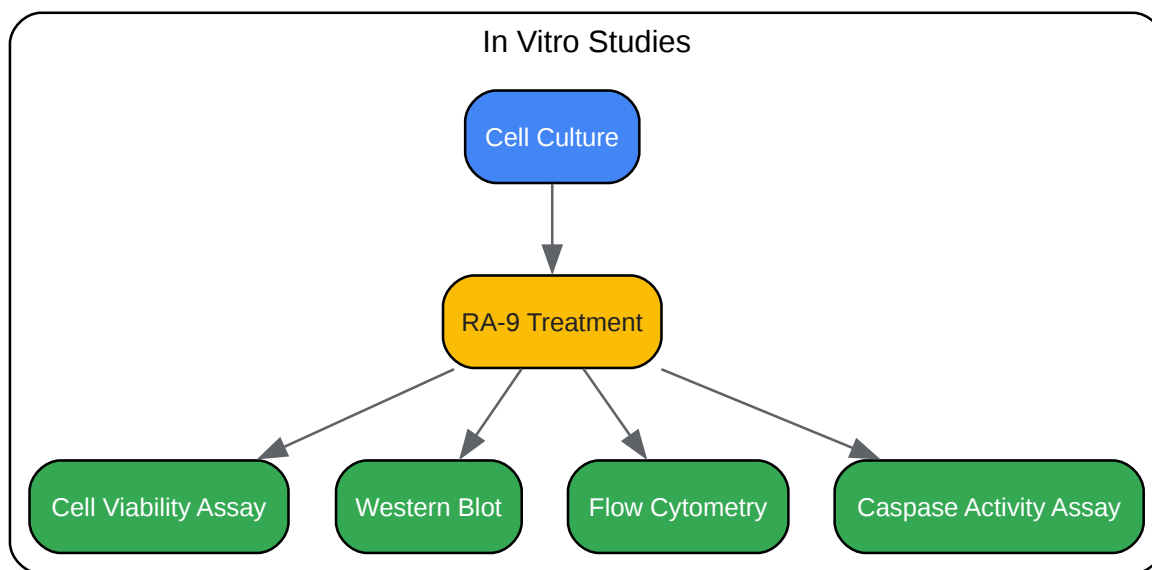 In Vitro Studies
Cell Culture
RA-9 Treatment
Cell Viability Assay
Western Blot
Flow Cytometry
Caspase Activity Assay